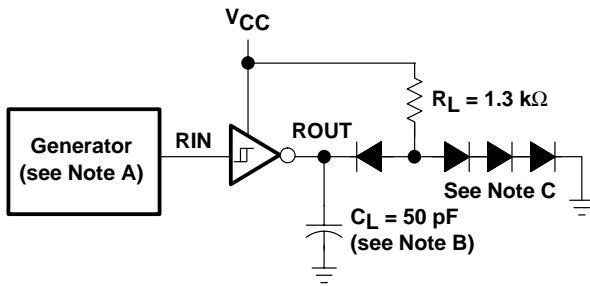 VCC
RL = 1.3 kΩ
Generator
(see Note A)
RIN
ROUT
See Note C
CL = 50 pF
(see Note B)